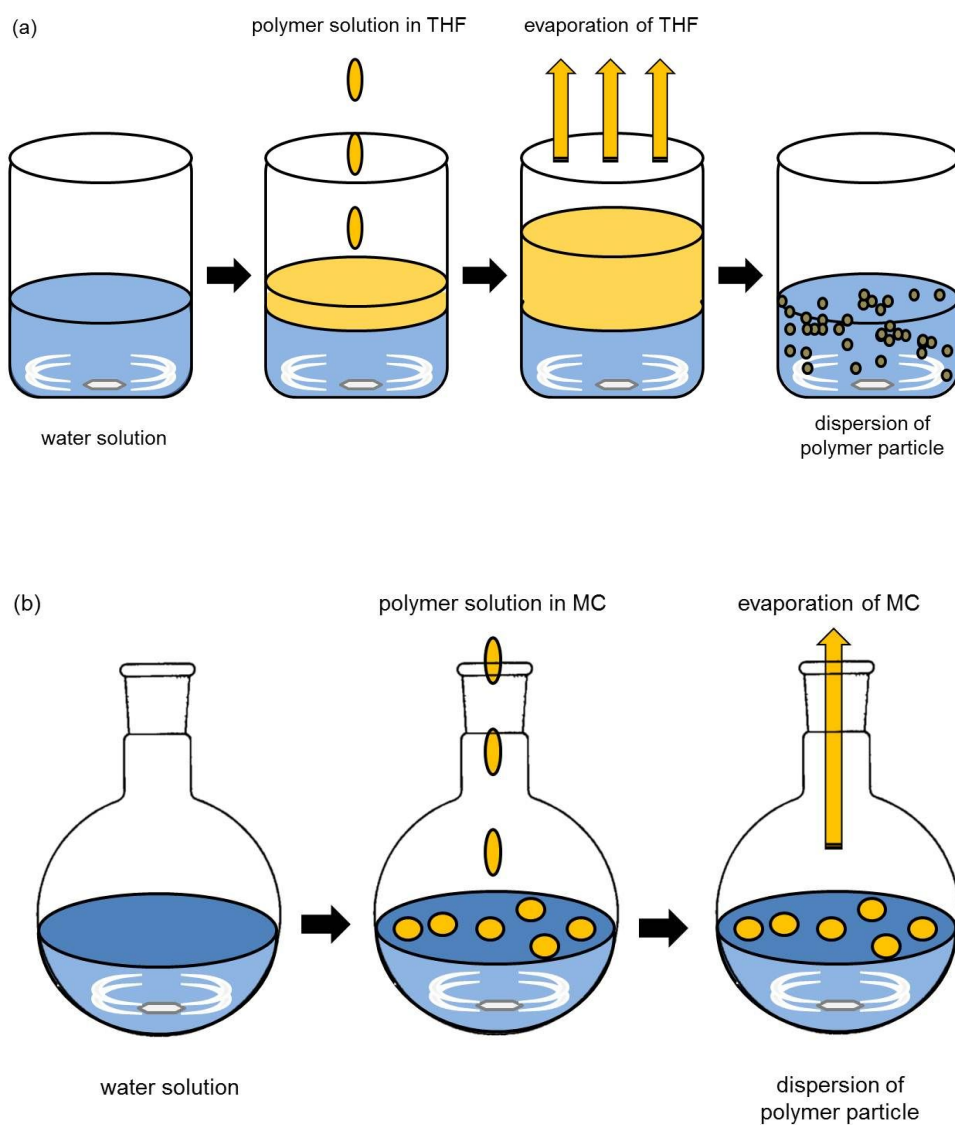 (a)
polymer solution in THF
evaporation of THF
water solution
dispersion of
polymer particle
(b)
polymer solution in MC
evaporation of MC
water solution
dispersion of
polymer particle